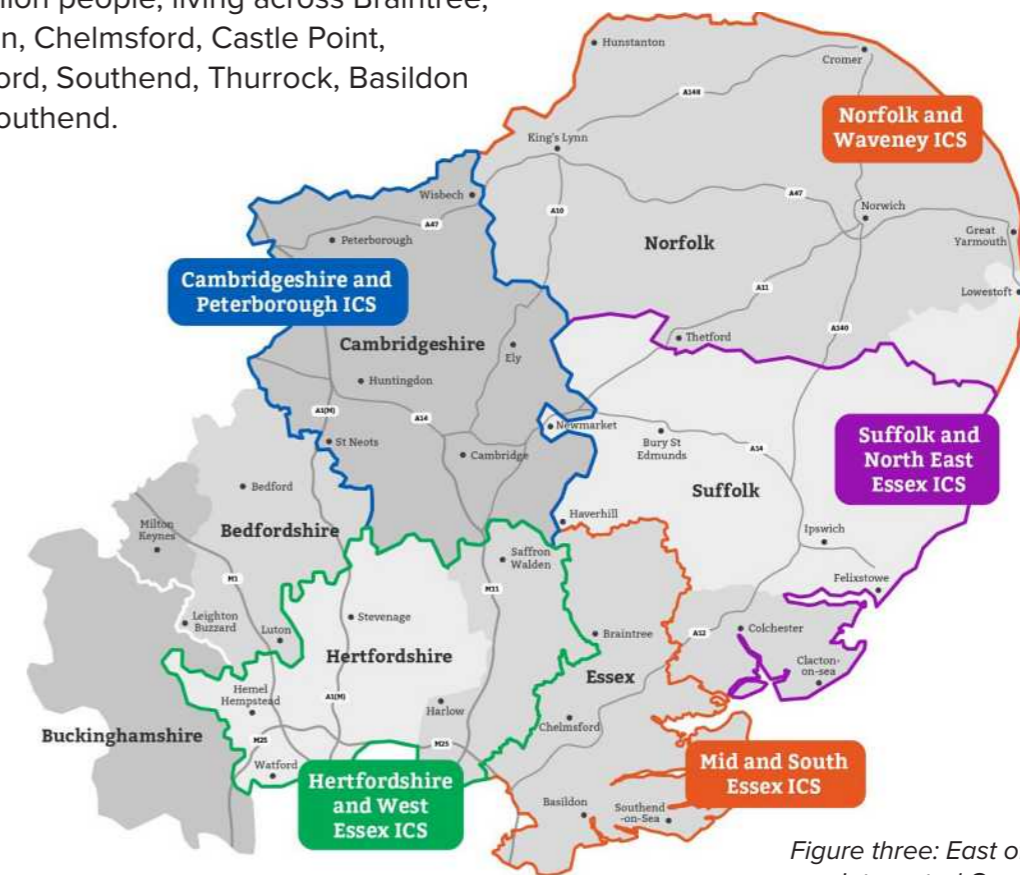 people, living across Braintree,
Chelmsford, Castle Point,
Southend, Thurrock, Basildon
Hunstanton
Cromer
A148
Norfolk and
Waveney ICS
King's Lynn
Wisbech
A47
A10
A47
Norwich
Peterborough
Great
Yarmouth
Norfolk
Cambridgeshire and
Peterborough ICS
A11
Lowestoft
A140
Thetford
Cambridgeshire
Ely
Huntingdon
A1(M)
A14
Newmarket
St Neots
Bury St
Edmunds
A14
Cambridge
Suffolk and
North East
Essex ICS
Bedford
Suffolk
Haverhill
Milton
Keynes
Bedfordshire
Ipswich
Saffron
Walden
M1
M11
Felixstowe
Leighton
Buzzard
Luton
Stevenage
Braintree
A12
Colchester
Hertfordshire
Essex
Clacton-
on-sea
Hemel
Hempstead
A1(M)
Harlow
Chelmsford
Buckinghamshire
M25
M25
Watford
Mid and South
Essex ICS
Hertfordshire
and West
Essex ICS
Basildon
Southend
-on-Sea
Figure three: East